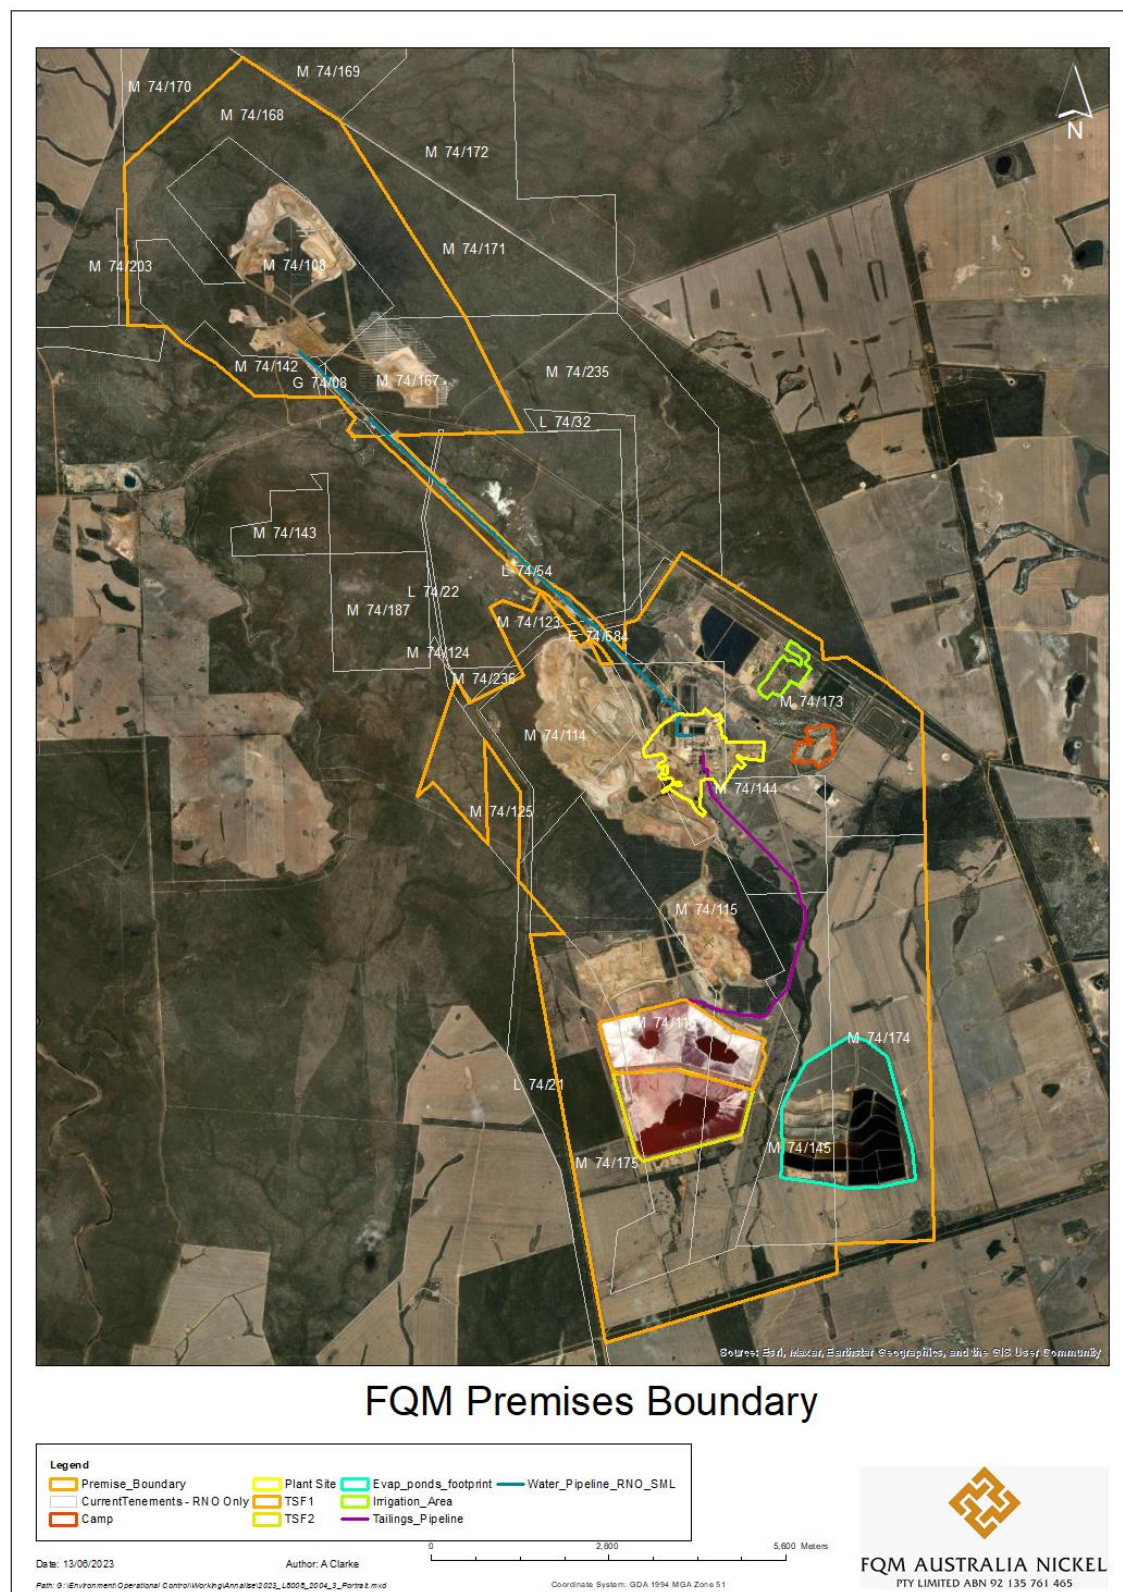 M 74/169
M 74/170
M 74/168
N
M 74/172
M 74/171
M 74/203
M 74/108
M 74/142
M 74/235
G 74/08
M 74/167
L 74/32
M 74/143
L 74/54
L 74/22
M 74/187
M 74/123
E 74/684
M 74/124
M 74/236
M 74/173
M 74/114
M 74/144
M 74/125
M 74/115
M 74/174
L 74/21
M 74/145
M 74/175
Source: Esri, Maxar, Earthstar Geographics, and the GIS User Community
FQM Premises Boundary
Legend
Premise_Boundary
CurrentTenements - RNO Only
Camp
Plant Site
TSF1
TSF2
Evap_ponds_footprint
Irrigation_Area
Tailings_Pipeline
Water_Pipeline_RNO_SML
0 2,800 5,600 Meters
Date: 13/06/2023
Author: A Clarke
Coordinate System: GDA 1994 MGA Zone 51
FQM AUSTRALIA NICKEL
PTY LIMITED ABN 92 135 761 465